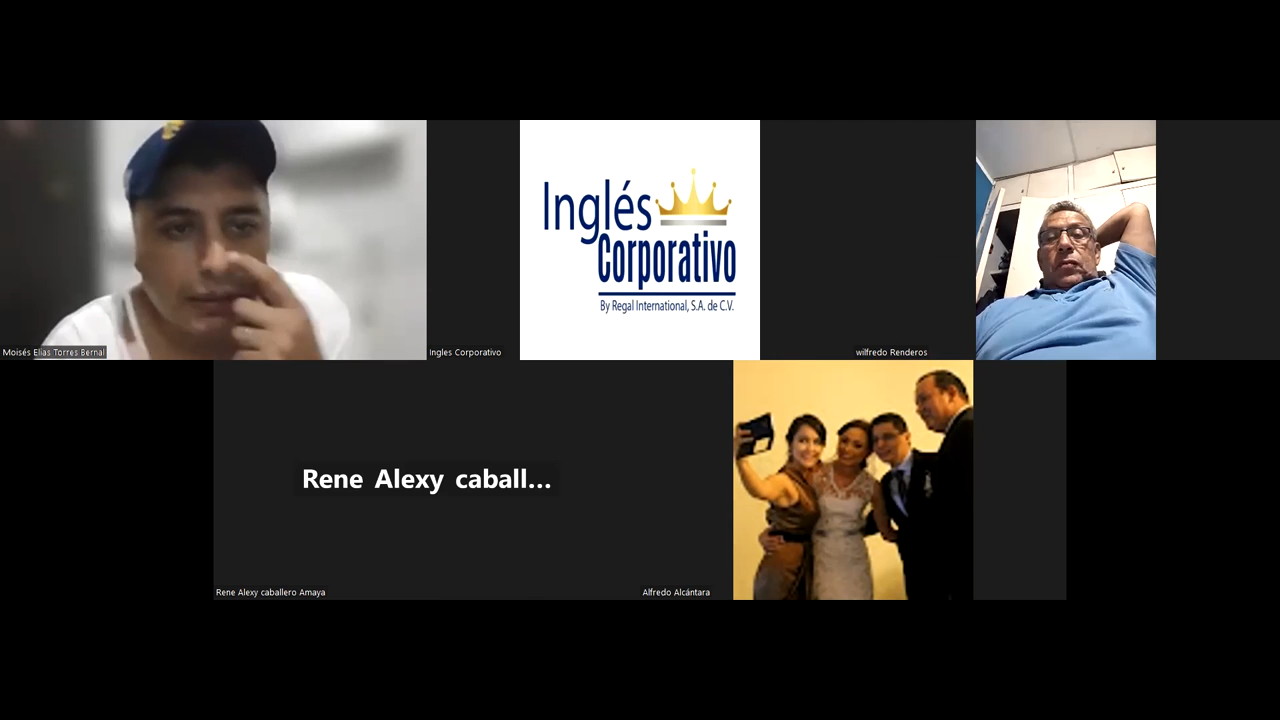 Inglés
Corporativo
By Regal International, S.A. de C.V.
Moisés Elías Torres Bernal
Ingles Corporativo
wilfredo Renderos
Rene Alexy caball...
Rene Alexy caballero Amaya
Alfredo Alcántara